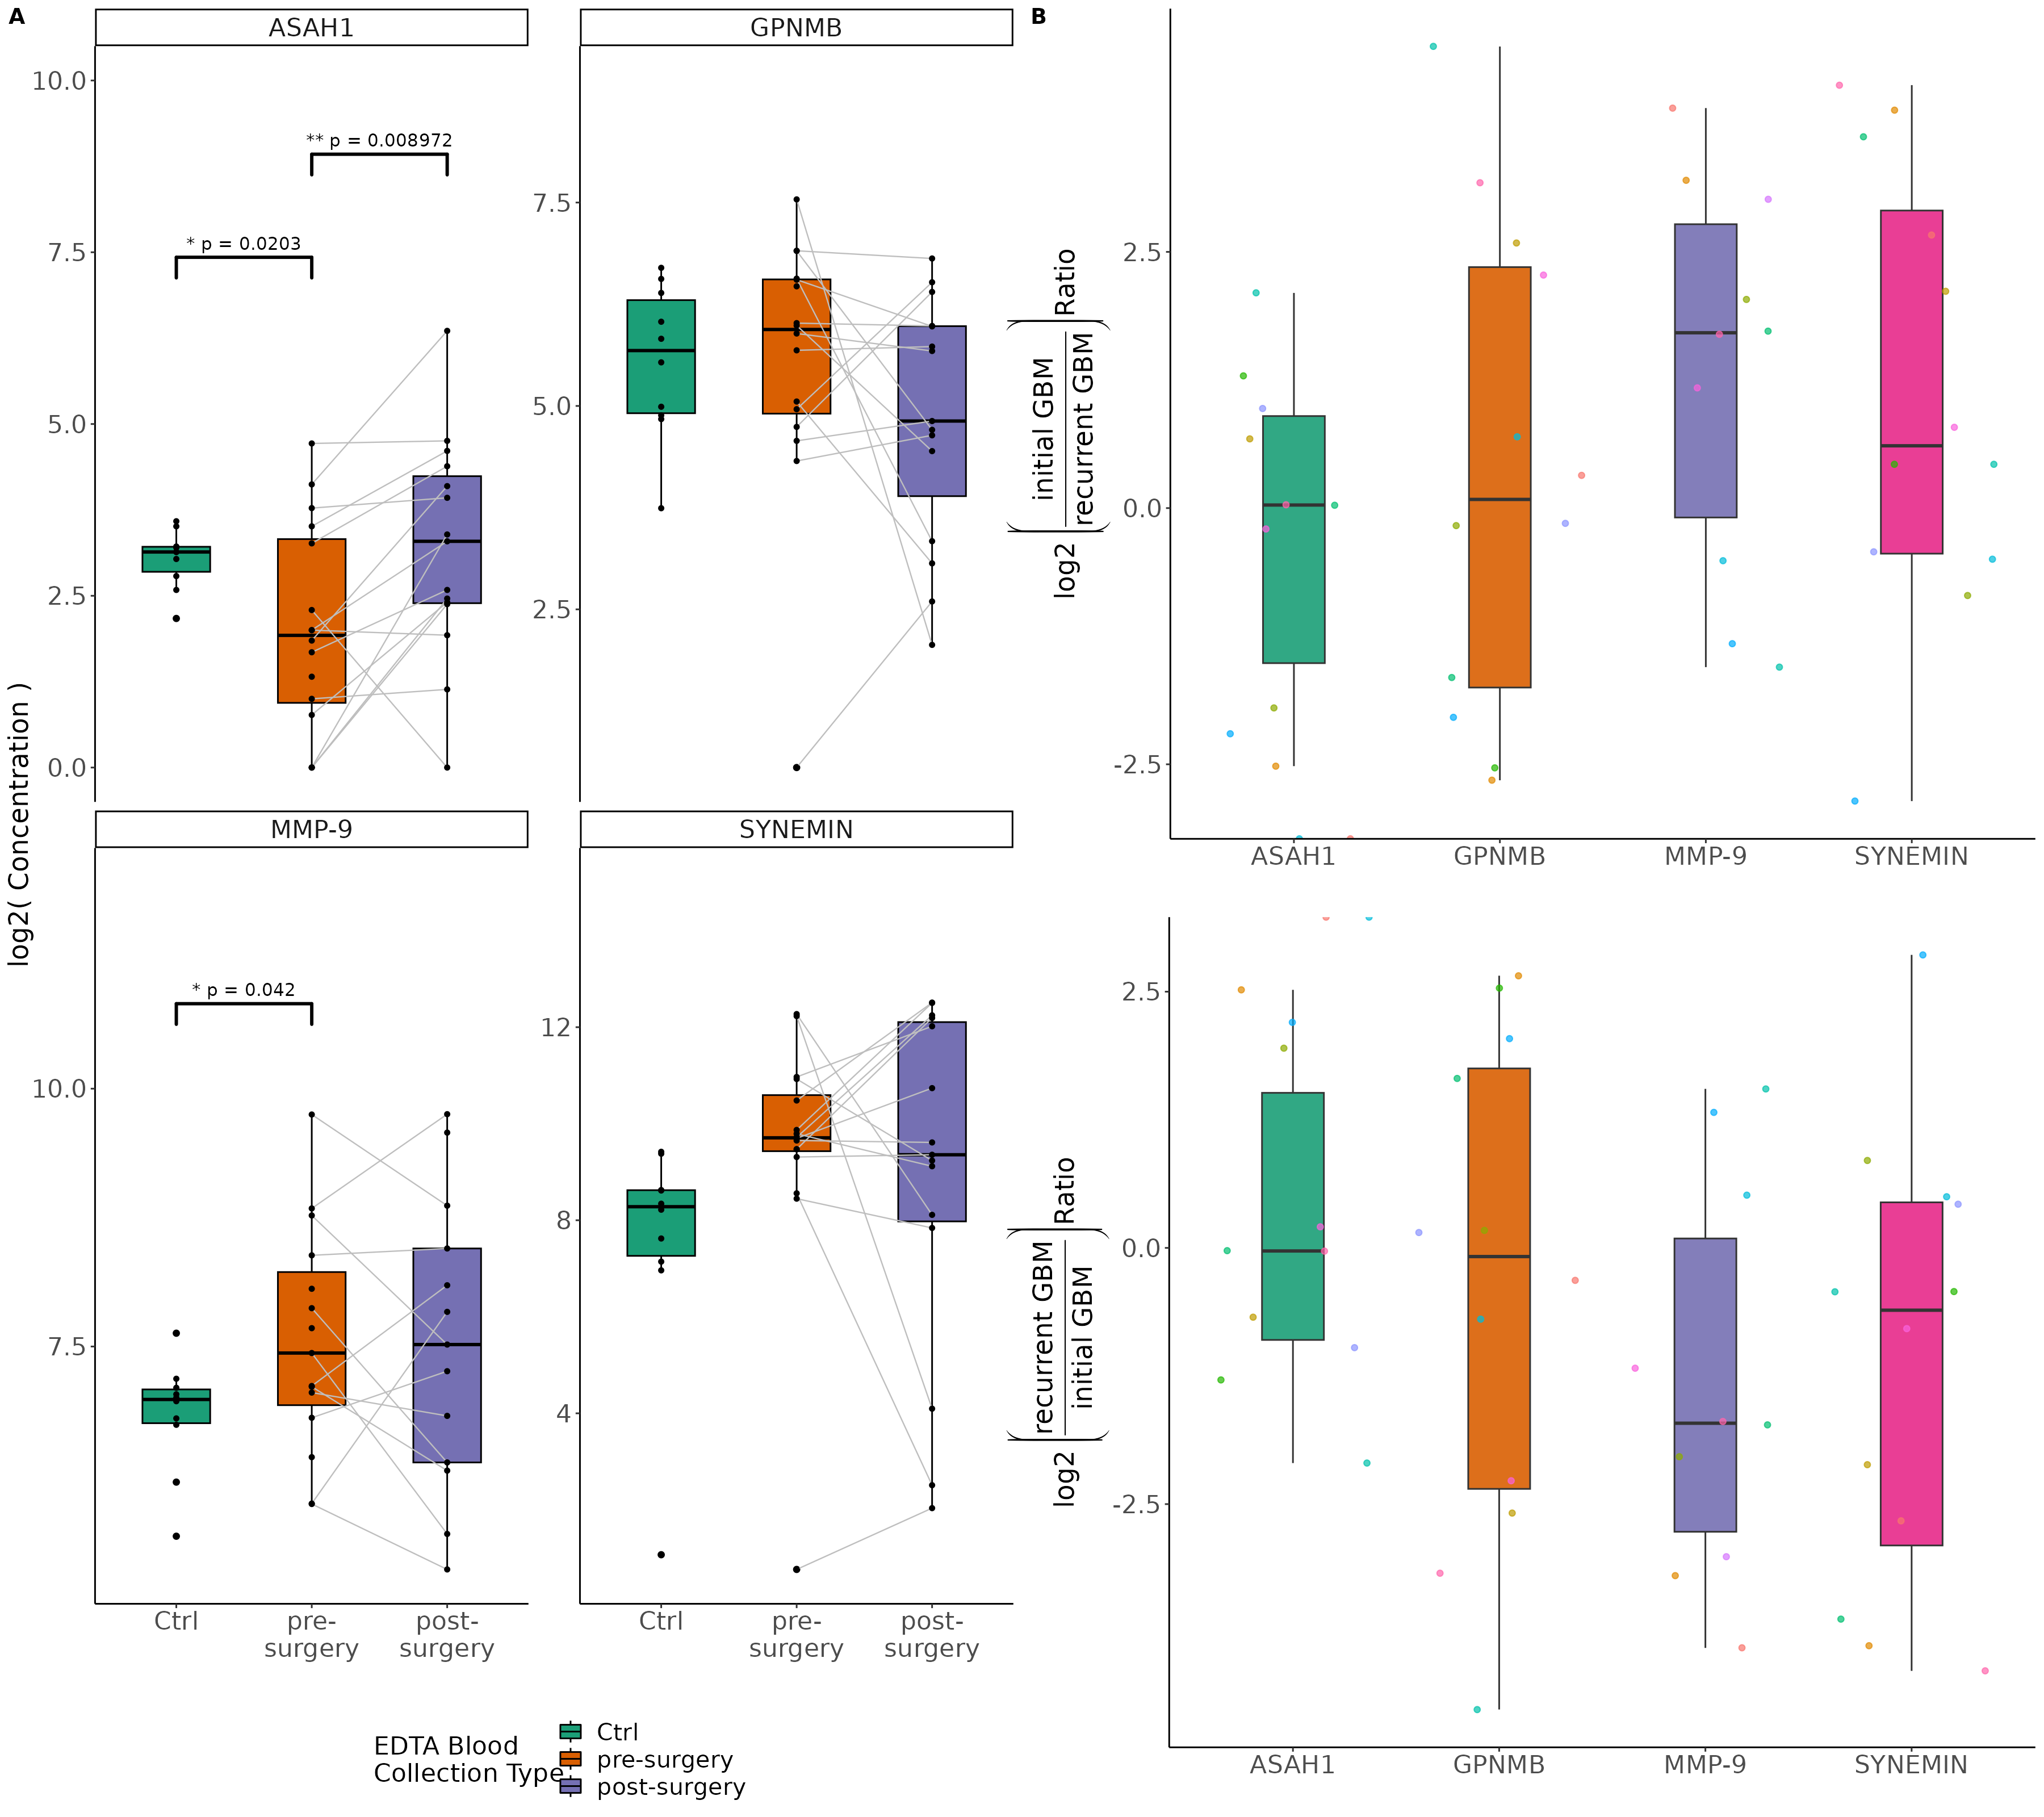 A
ASAH1
GPNMB
10.0
7.5
5.0
2.5
0.0
** p = 0.008972
* p = 0.0203
7.5
5.0
2.5
log2( Concentration )
MMP-9
SYNEMIN
10.0
7.5
* p = 0.042
12
8
4
Ctrl
pre-
surgery
post-
surgery
Ctrl
pre-
surgery
post-
surgery
EDTA Blood
Collection Type
Ctrl
pre-surgery
post-surgery
B
log2 ( initial GBM
recurrent GBM ) Ratio
2.5
0.0
-2.5
ASAH1
GPNMB
MMP-9
SYNEMIN
log2 ( recurrent GBM
initial GBM ) Ratio
2.5
0.0
-2.5
ASAH1
GPNMB
MMP-9
SYNEMIN